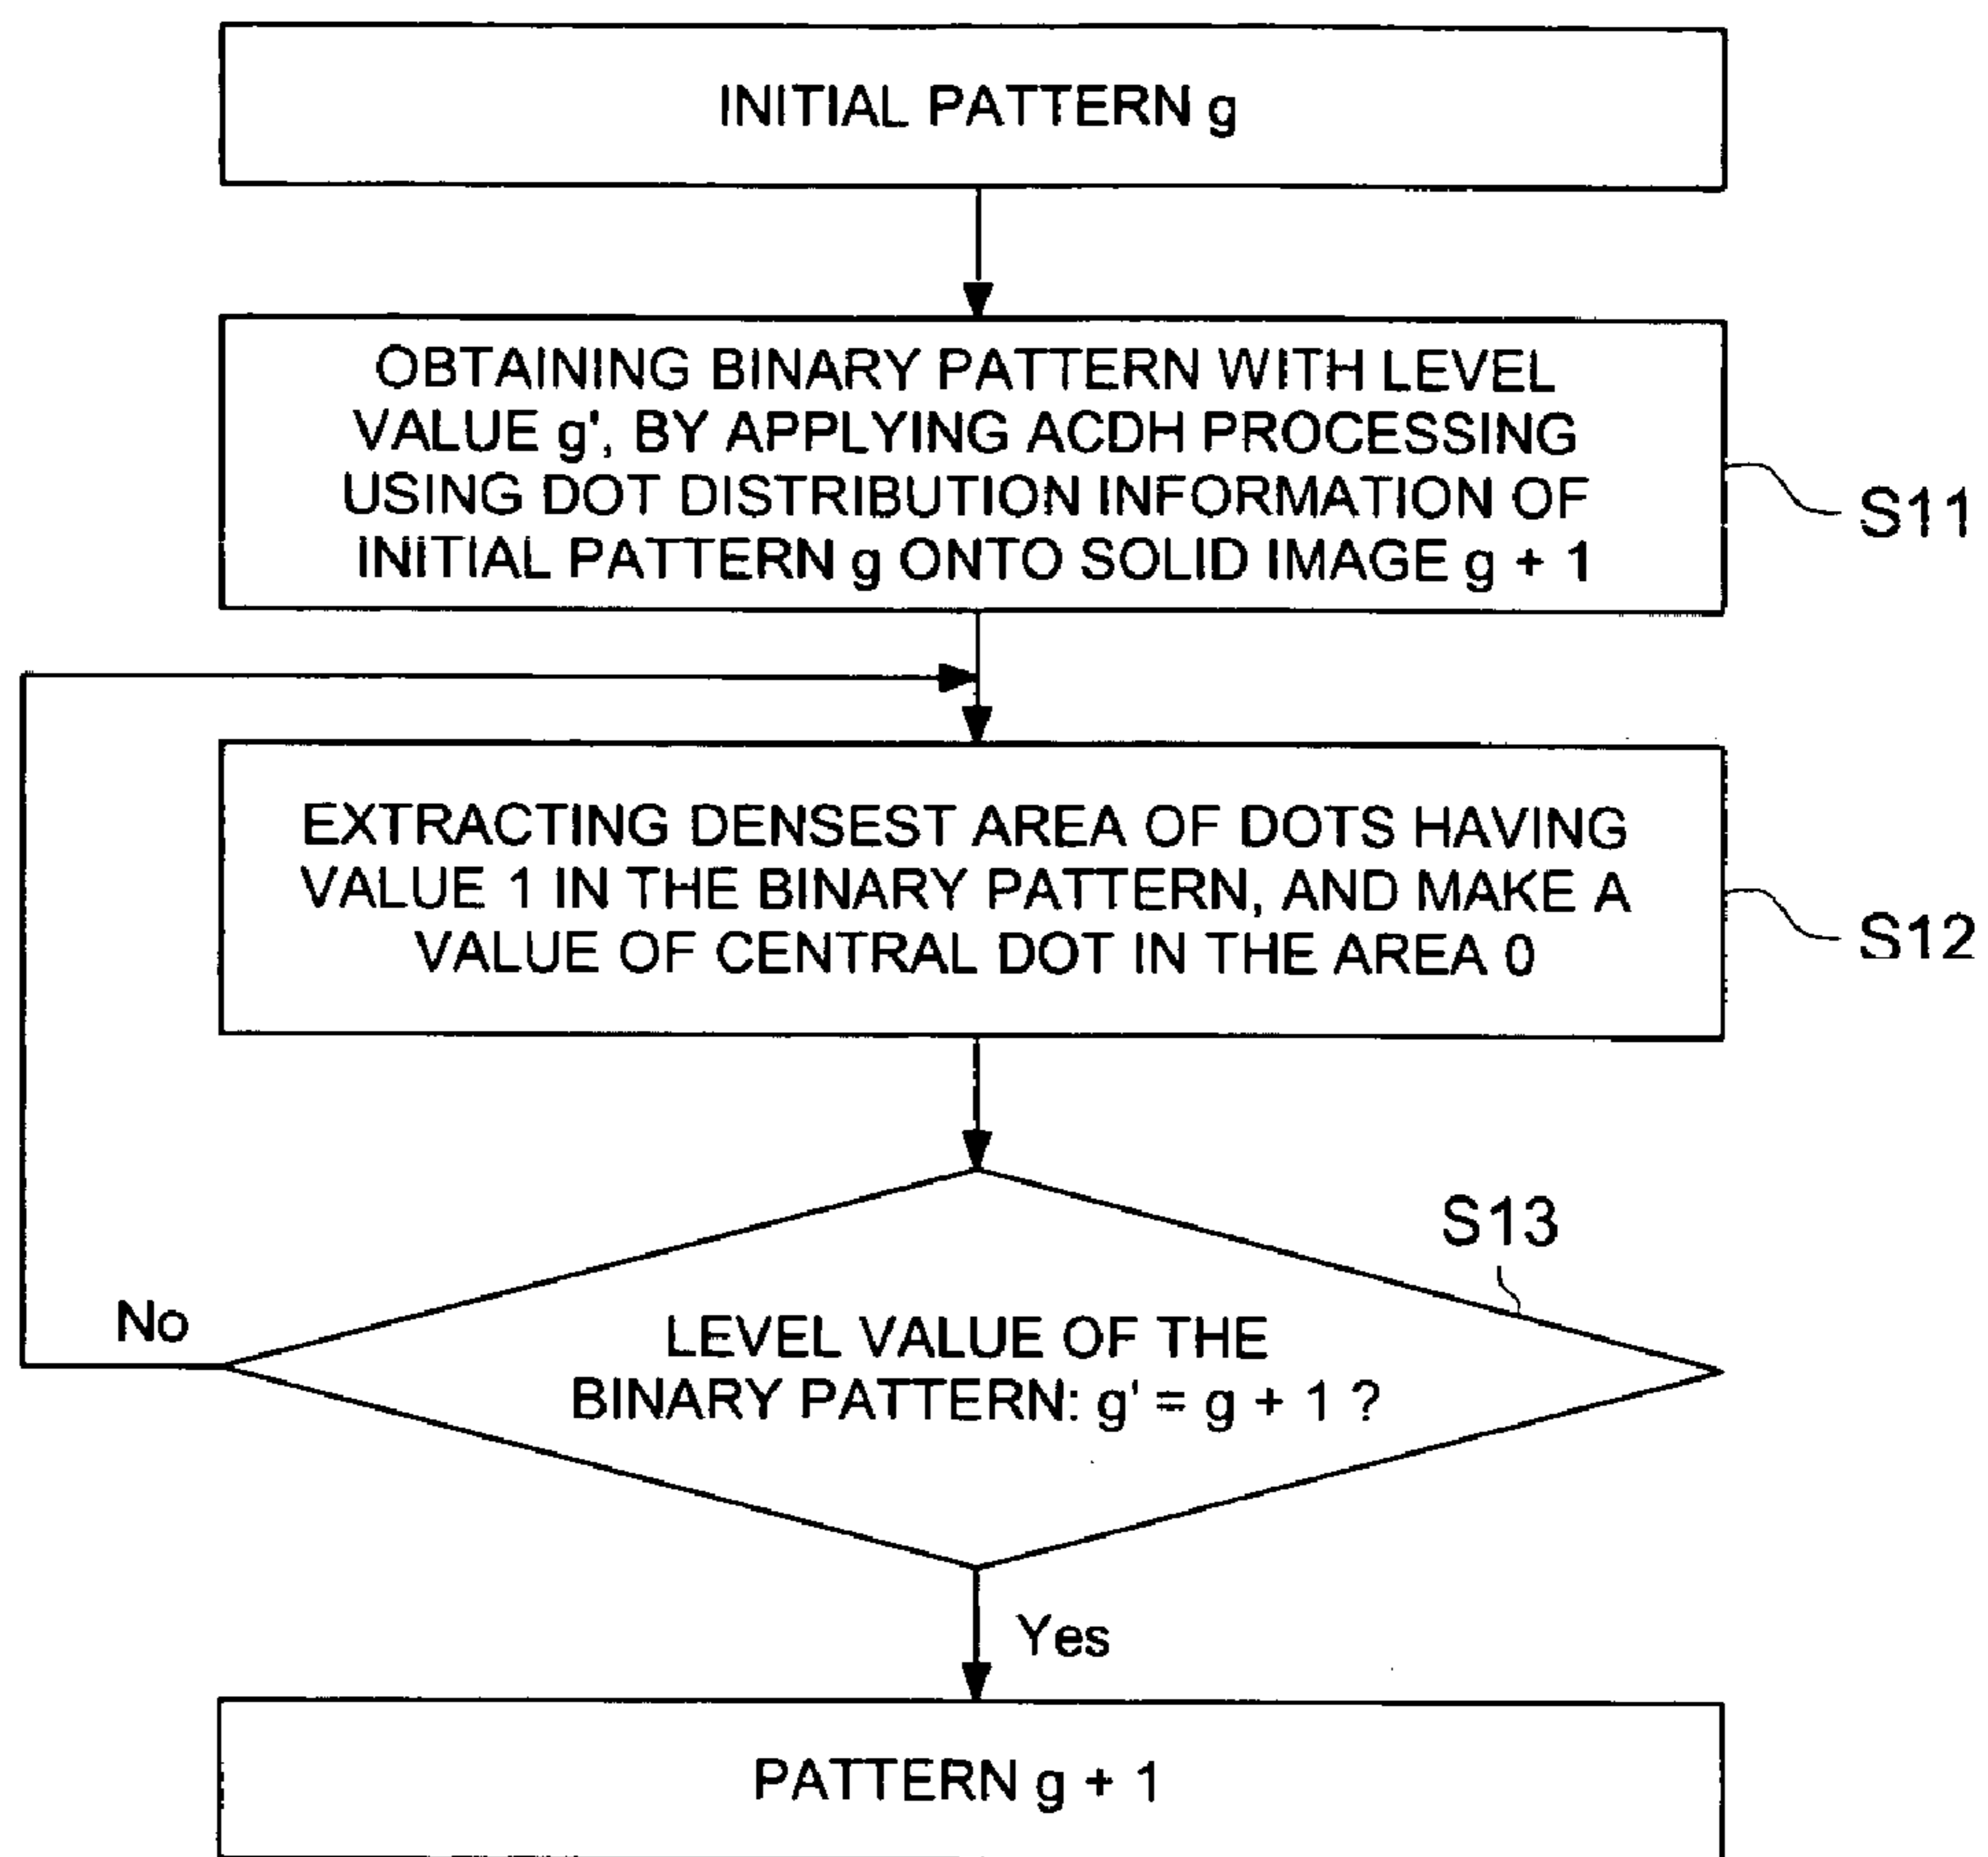 INITIAL PATTERN g
OBTAINING BINARY PATTERN WITH LEVEL
VALUE g', BY APPLYING ACDH PROCESSING
USING DOT DISTRIBUTION INFORMATION OF
INITIAL PATTERN g ONTO SOLID IMAGE g + 1
S11
EXTRACTING DENSEST AREA OF DOTS HAVING
VALUE 1 IN THE BINARY PATTERN, AND MAKE A
VALUE OF CENTRAL DOT IN THE AREA 0
S12
S13
No
LEVEL VALUE OF THE
BINARY PATTERN: g' = g + 1 ?
Yes
PATTERN g + 1